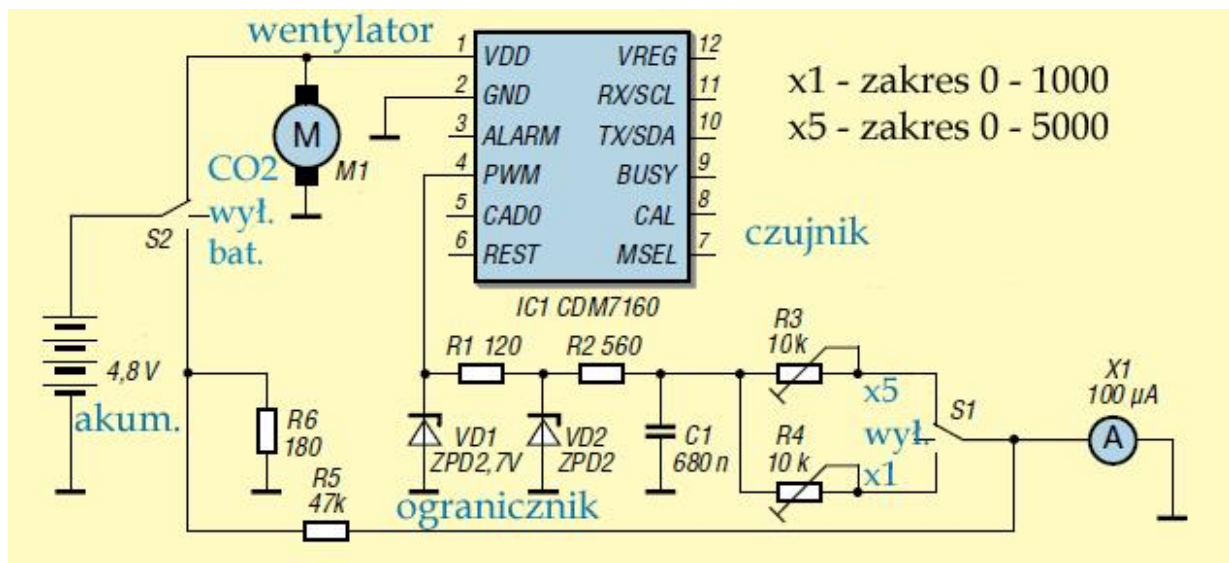 wentylator
1 VDD VREG 12
2 GND RX/SCL 11
3 ALARM TX/SDA 10
4 PWM BUSY 9
5 CAD0 CAL 8
6 REST MSEL 7
IC1 CDM7160
x1 - zakres 0 - 1000
x5 - zakres 0 - 5000
M
M1
CO2
wył.
bat.
S2
czujnik
4,8 V
akum.
R6
180
R5
47k
R1 120
R2 560
VD1
ZPD2,7V
VD2
ZPD2
ogranicznik
C1
680 n
R3
10k
x5
wył.
x1
R4
10 k
S1
X1
100 µA
A